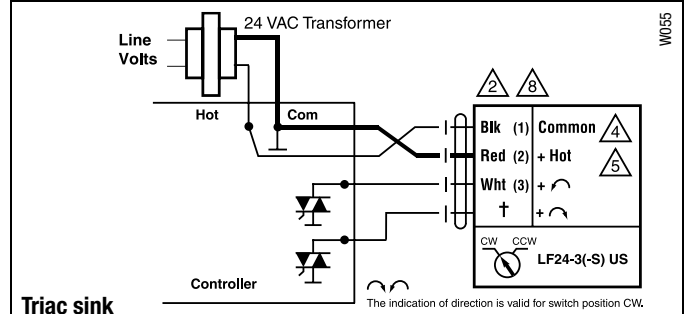 24 VAC Transformer
Line
Volts
W055
Hot
Com
2
8
Blk (1) Common 4
Red (2) + Hot 5
Wht (3) +
† +
CW CCW
LF24-3(-S) US
Controller
Triac sink
The indication of direction is valid for switch position CW.